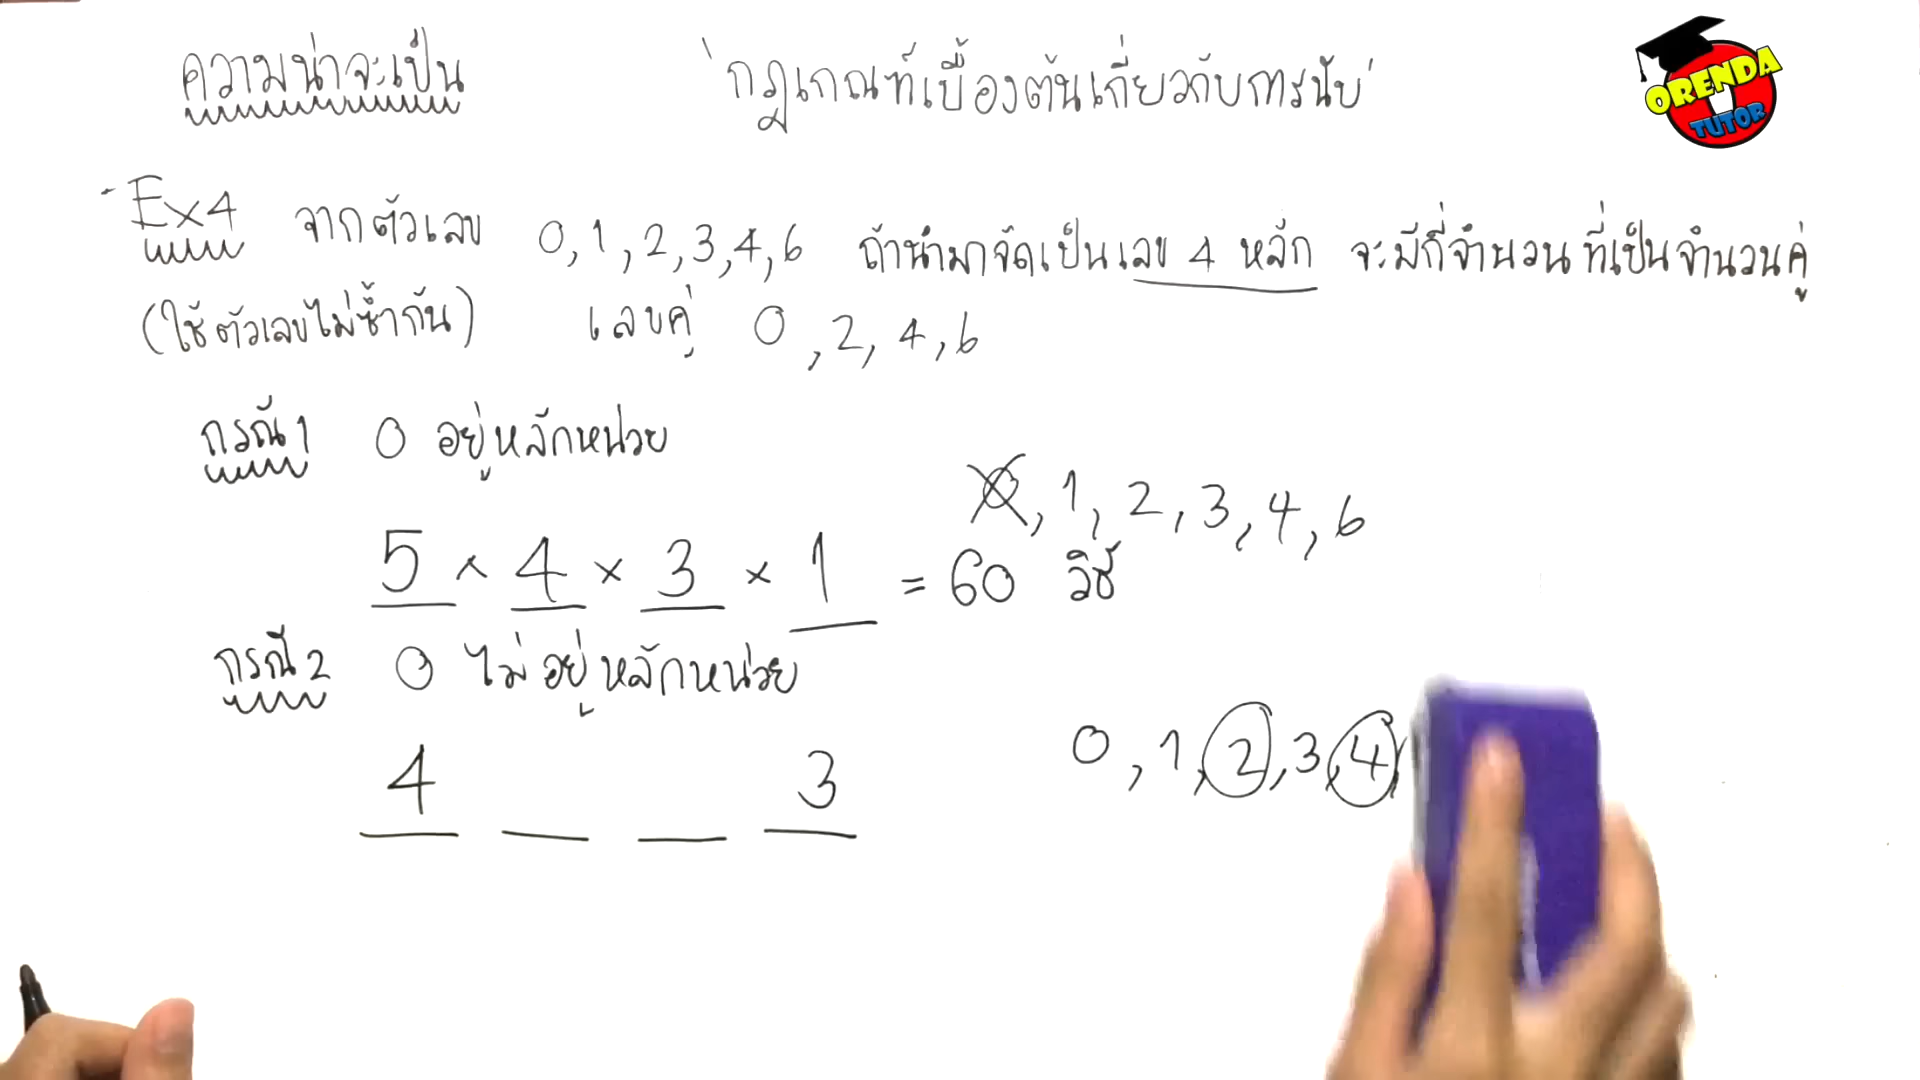 ความน่าจะเป็น 'กฎเกณฑ์เบื้องต้นเกี่ยวกับการนับ'
ORENDA
TUTOR
Ex4 จากตัวเลข 0, 1, 2, 3, 4, 6 ถ้านำมาจัดเป็นเลข 4 หลัก จะมีกี่จำนวนที่เป็นจำนวนคู่
(ใช้ตัวเลขไม่ซ้ำกัน) เลขคู่ 0, 2, 4, 6
กรณี 1 0 อยู่หลักหน่วย
0, 1, 2, 3, 4, 6
5 × 4 × 3 × 1 = 60 วิธี
กรณี 2 0 ไม่อยู่หลักหน่วย
0, 1, 2, 3, 4,
4 _ _ 3